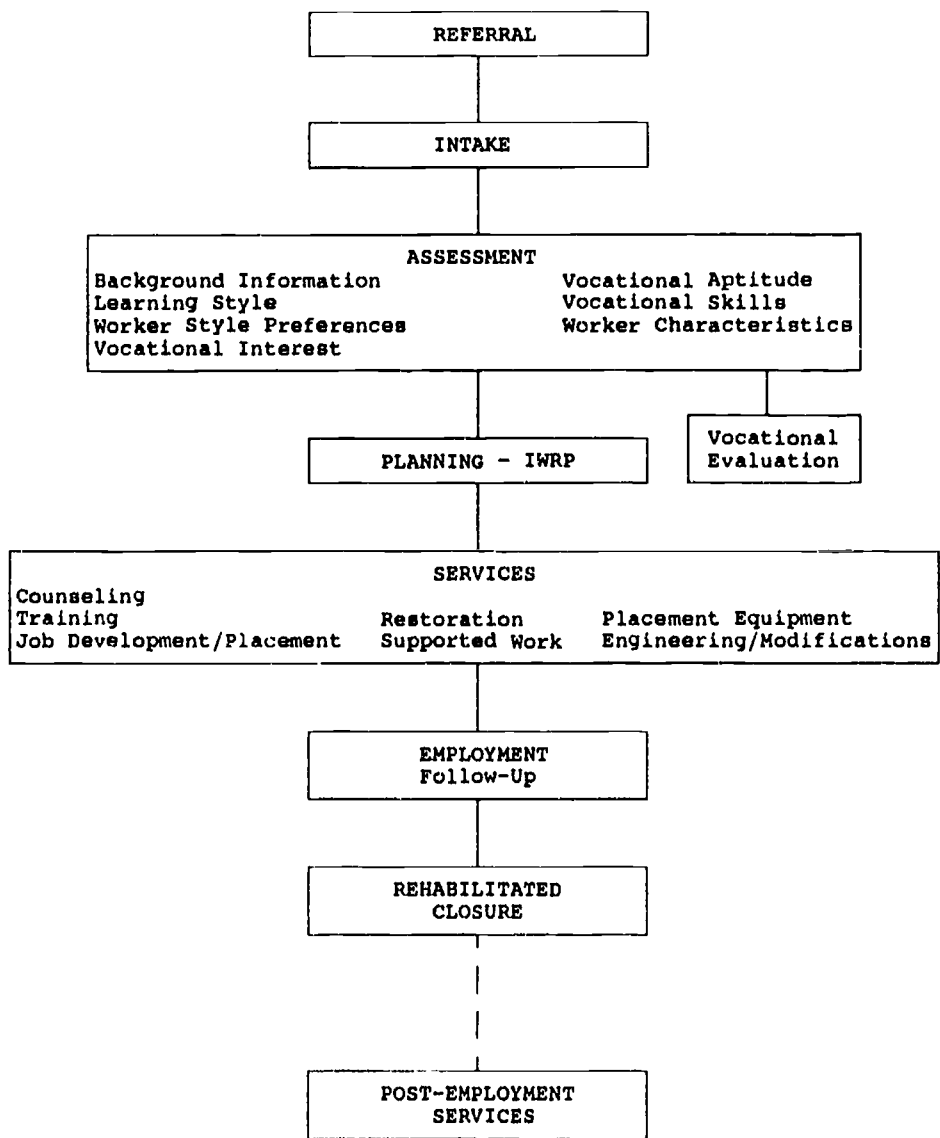 REFERRAL
INTAKE
ASSESSMENT
Background Information Vocational Aptitude
Learning Style Vocational Skills
Worker Style Preferences Worker Characteristics
Vocational Interest
Vocational
Evaluation
PLANNING - IWRP
SERVICES
Counseling
Training Restoration Placement Equipment
Job Development/Placement Supported Work Engineering/Modifications
EMPLOYMENT
Follow-Up
REHABILITATED
CLOSURE
POST-EMPLOYMENT
SERVICES